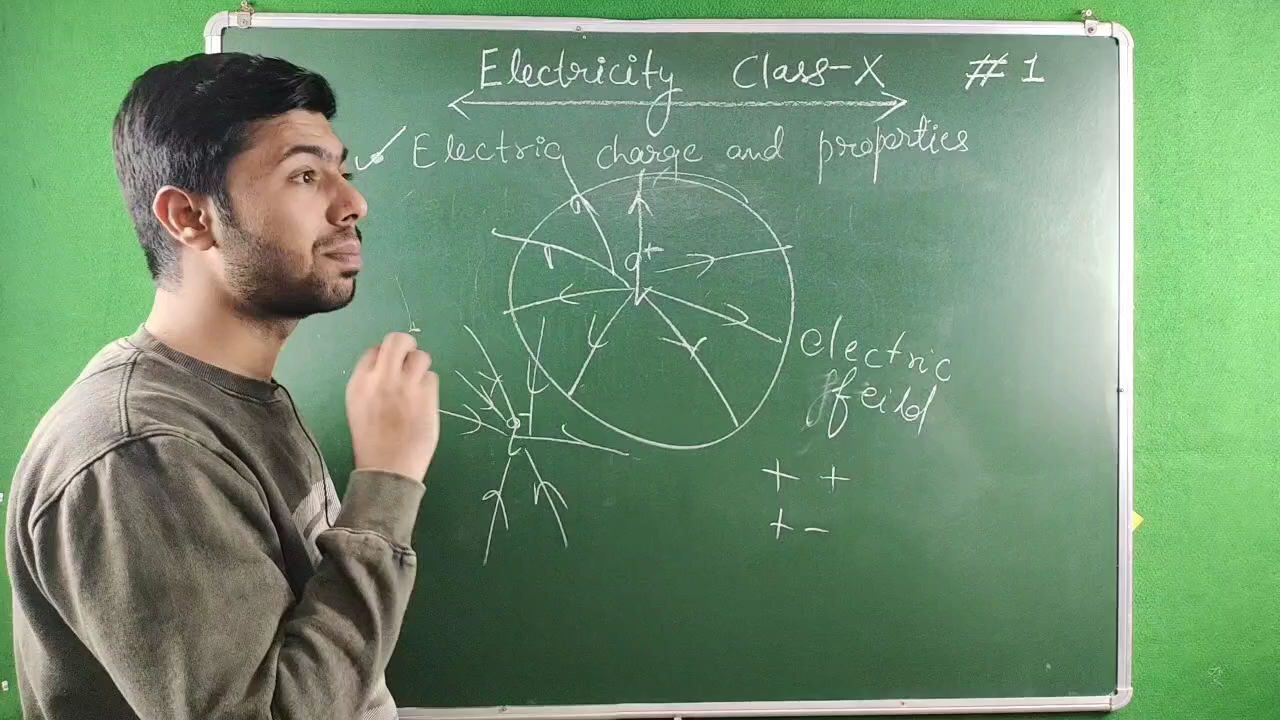 Electricity Class-X #1
Electric charge and properties
q+
electric
feild
q-
+ +
+ -